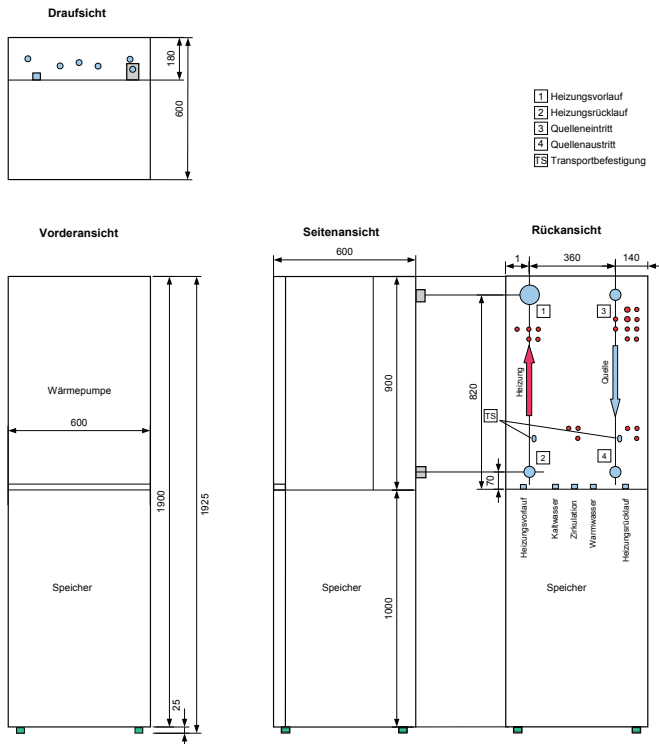 Draufsicht
180
600
1 Heizungsvorlauf
2 Heizungsrücklauf
3 Quelleneintritt
4 Quellenaustritt
TS Transportbefestigung
Vorderansicht
Seitenansicht
Rückansicht
600
1
360
140
1
3
Wärmepumpe
600
900
820
Heizung
Quelle
TS
2
4
70
1900
1925
Heizungsvorlauf
Kaltwasser
Zirkulation
Warmwasser
Heizungsrücklauf
Speicher
Speicher
Speicher
1000
25